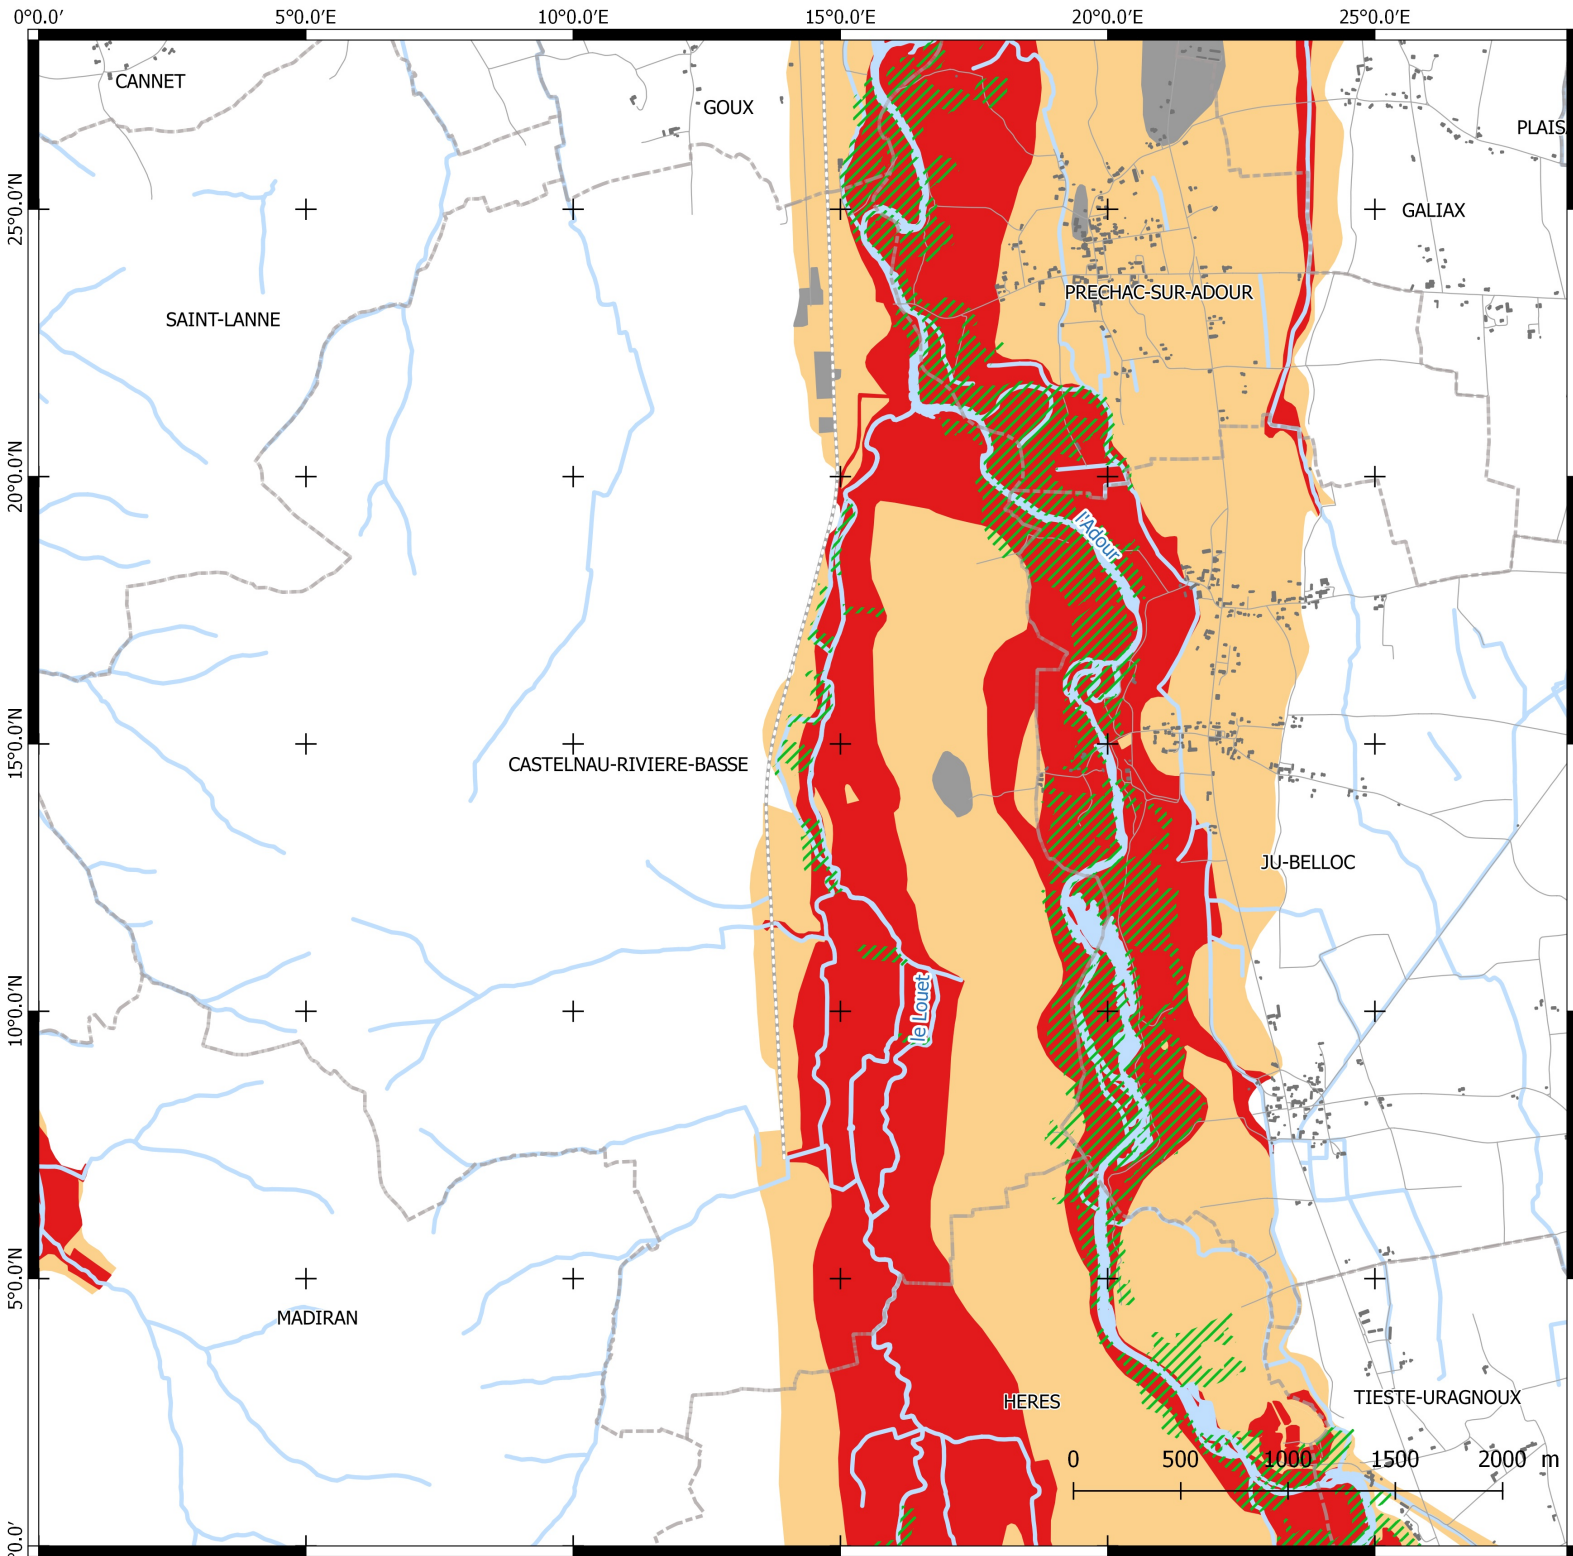 0°0.0′ 5°0.0′E 10°0.0′E 15°0.0′E 20°0.0′E 25°0.0′E
CANNET
GOUX
PLAIS
25°0.0′N
GALIAX
PRECHAC-SUR-ADOUR
SAINT-LANNE
20°0.0′N
l'Adour
15°0.0′N
CASTELNAU-RIVIERE-BASSE
JU-BELLOC
10°0.0′N
le Louet
5°0.0′N
MADIRAN
HERES
TIESTE-URAGNOUX
0 500 1000 1500 2000 m
°0.0′